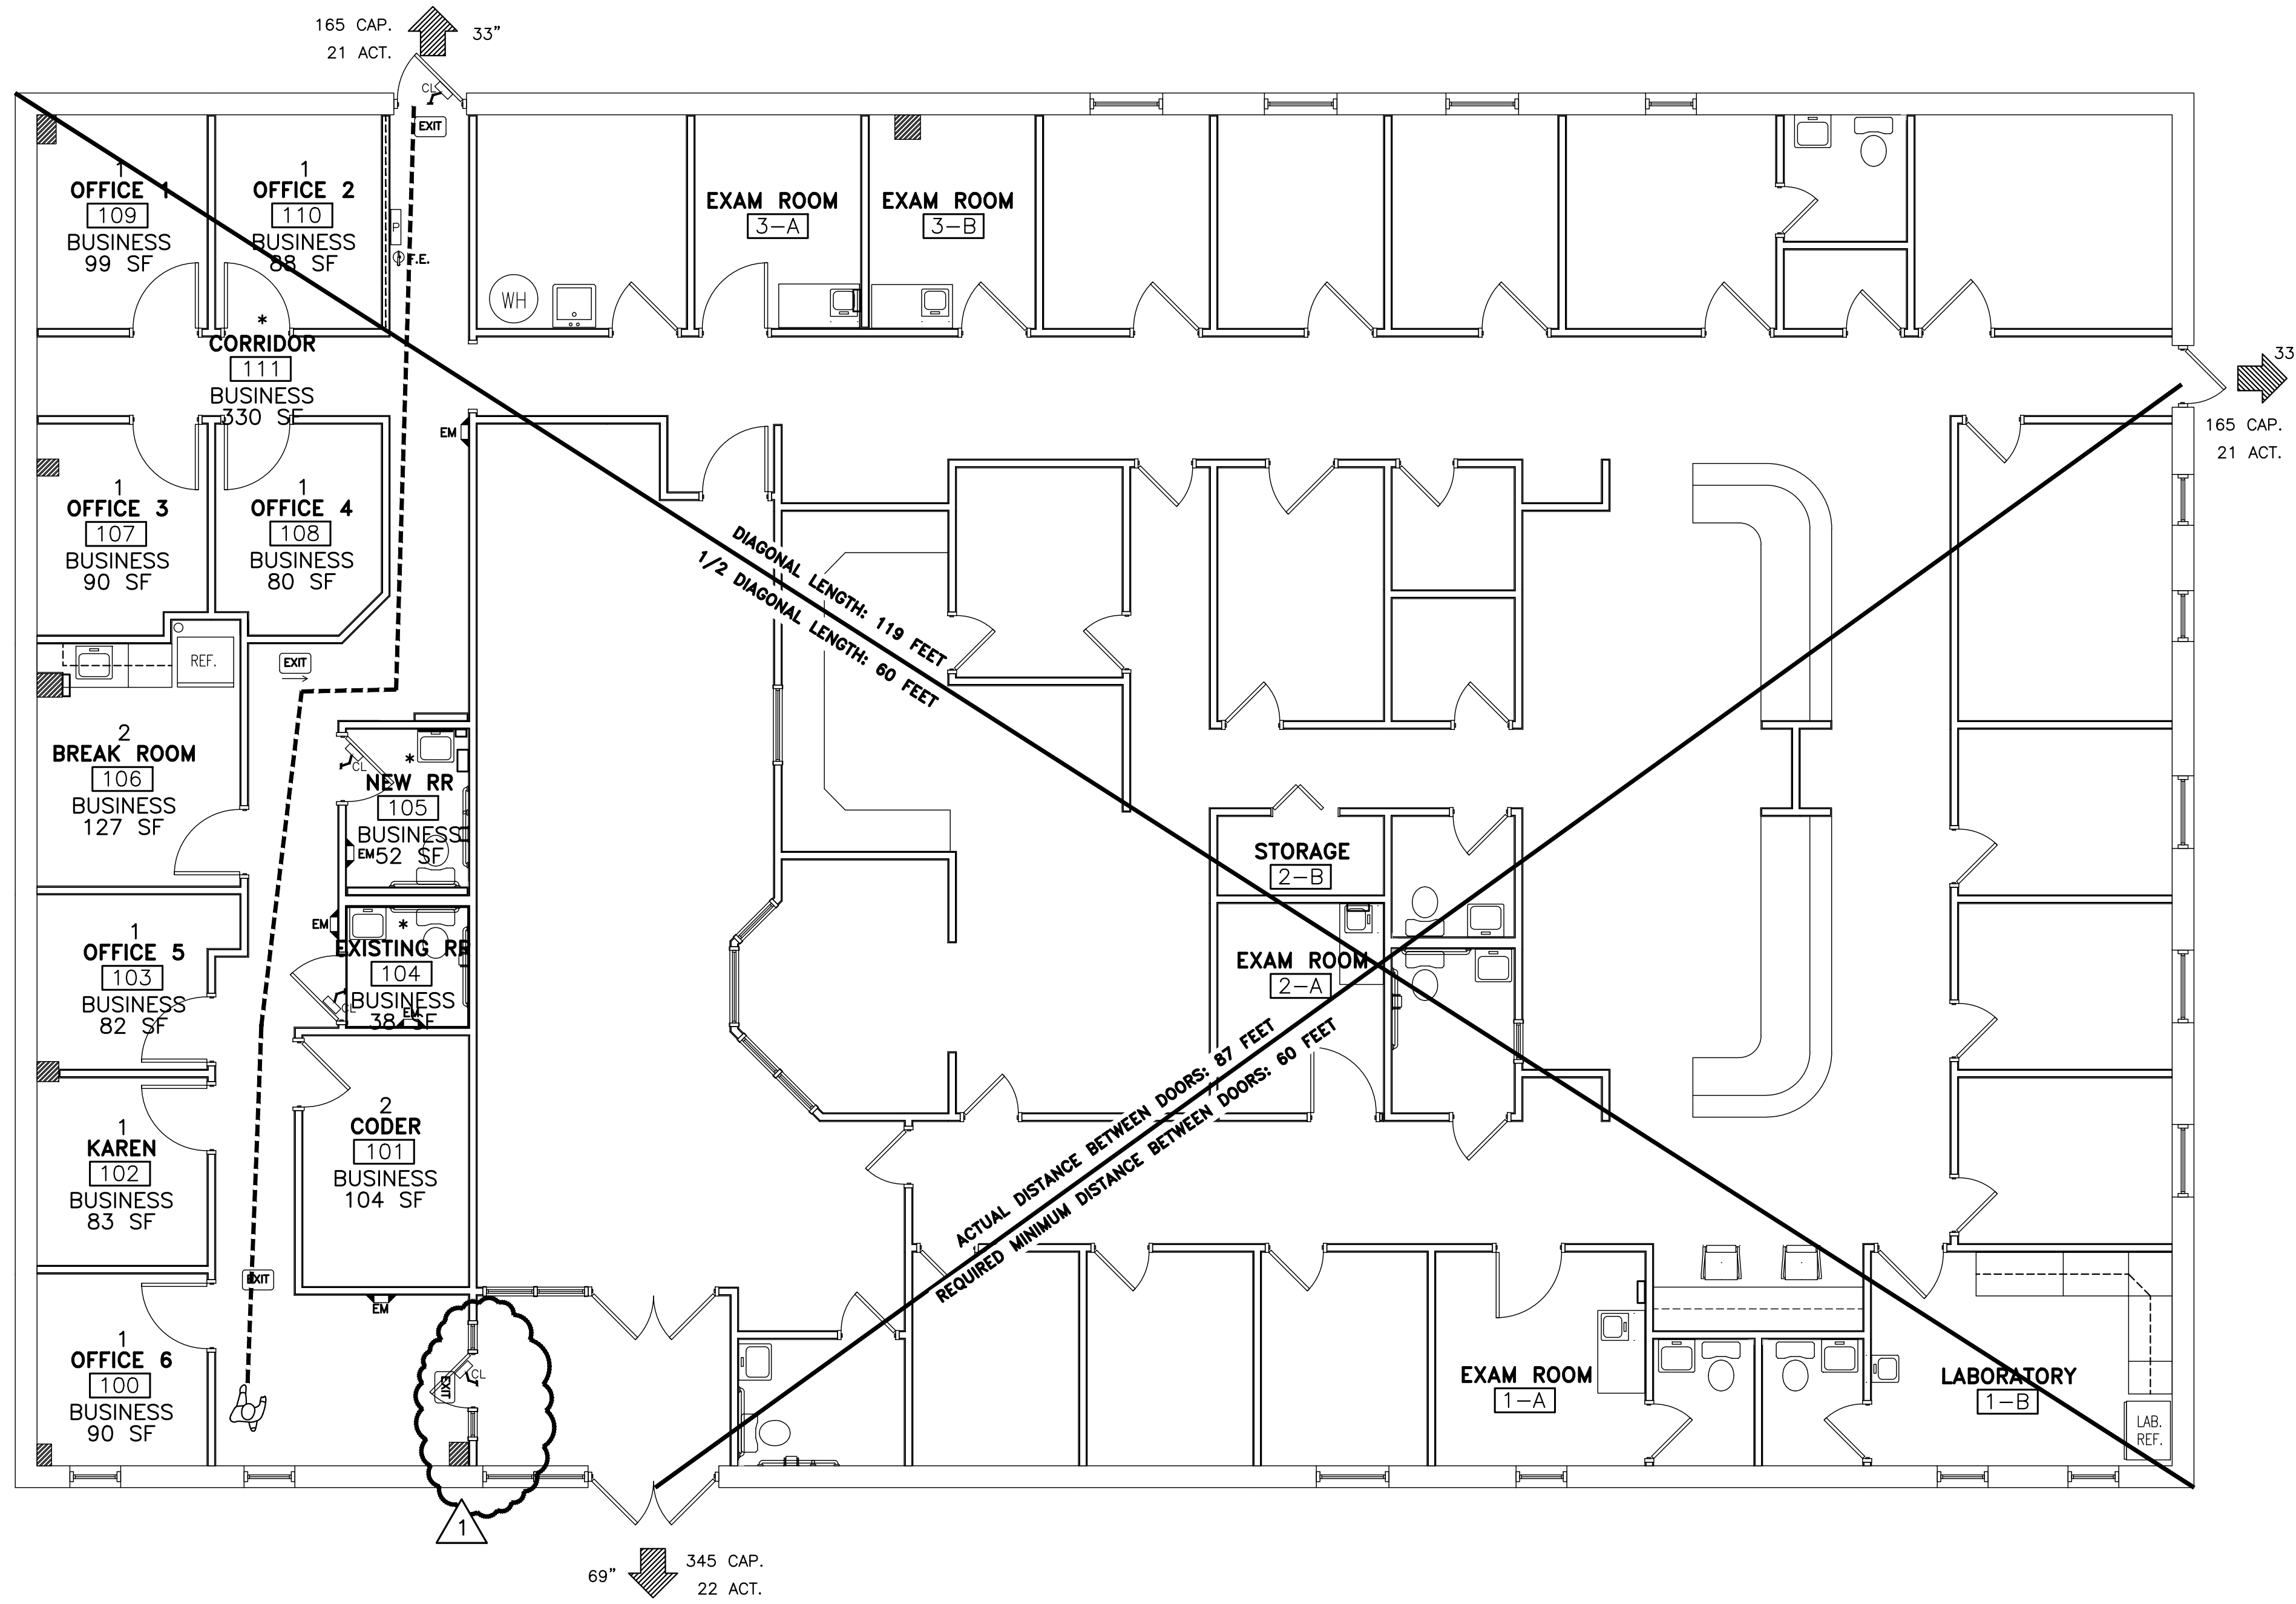 165 CAP.
21 ACT.
33"
CL
EXIT
1
OFFICE 1
109
BUSINESS
99 SF
1
OFFICE 2
110
BUSINESS
88 SF
P
F.E.
WH
EXAM ROOM
3-A
EXAM ROOM
3-B
*
CORRIDOR
111
BUSINESS
330 SF
EM
33
165 CAP.
21 ACT.
1
OFFICE 3
107
BUSINESS
90 SF
1
OFFICE 4
108
BUSINESS
80 SF
DIAGONAL LENGTH: 119 FEET
1/2 DIAGONAL LENGTH: 60 FEET
REF.
EXIT
2
BREAK ROOM
106
BUSINESS
127 SF
CL
*
NEW RR
105
BUSINESS
52 SF
EM
STORAGE
2-B
EM
1
OFFICE 5
103
BUSINESS
82 SF
*
EXISTING RR
104
BUSINESS
38 SF
CL
EM
EXAM ROOM
2-A
ACTUAL DISTANCE BETWEEN DOORS: 87 FEET
REQUIRED MINIMUM DISTANCE BETWEEN DOORS: 60 FEET
1
KAREN
102
BUSINESS
83 SF
2
CODER
101
BUSINESS
104 SF
EXIT
EM
1
OFFICE 6
100
BUSINESS
90 SF
EXIT
CL
EXAM ROOM
1-A
LABORATORY
1-B
LAB.
REF.
1
69"
345 CAP.
22 ACT.